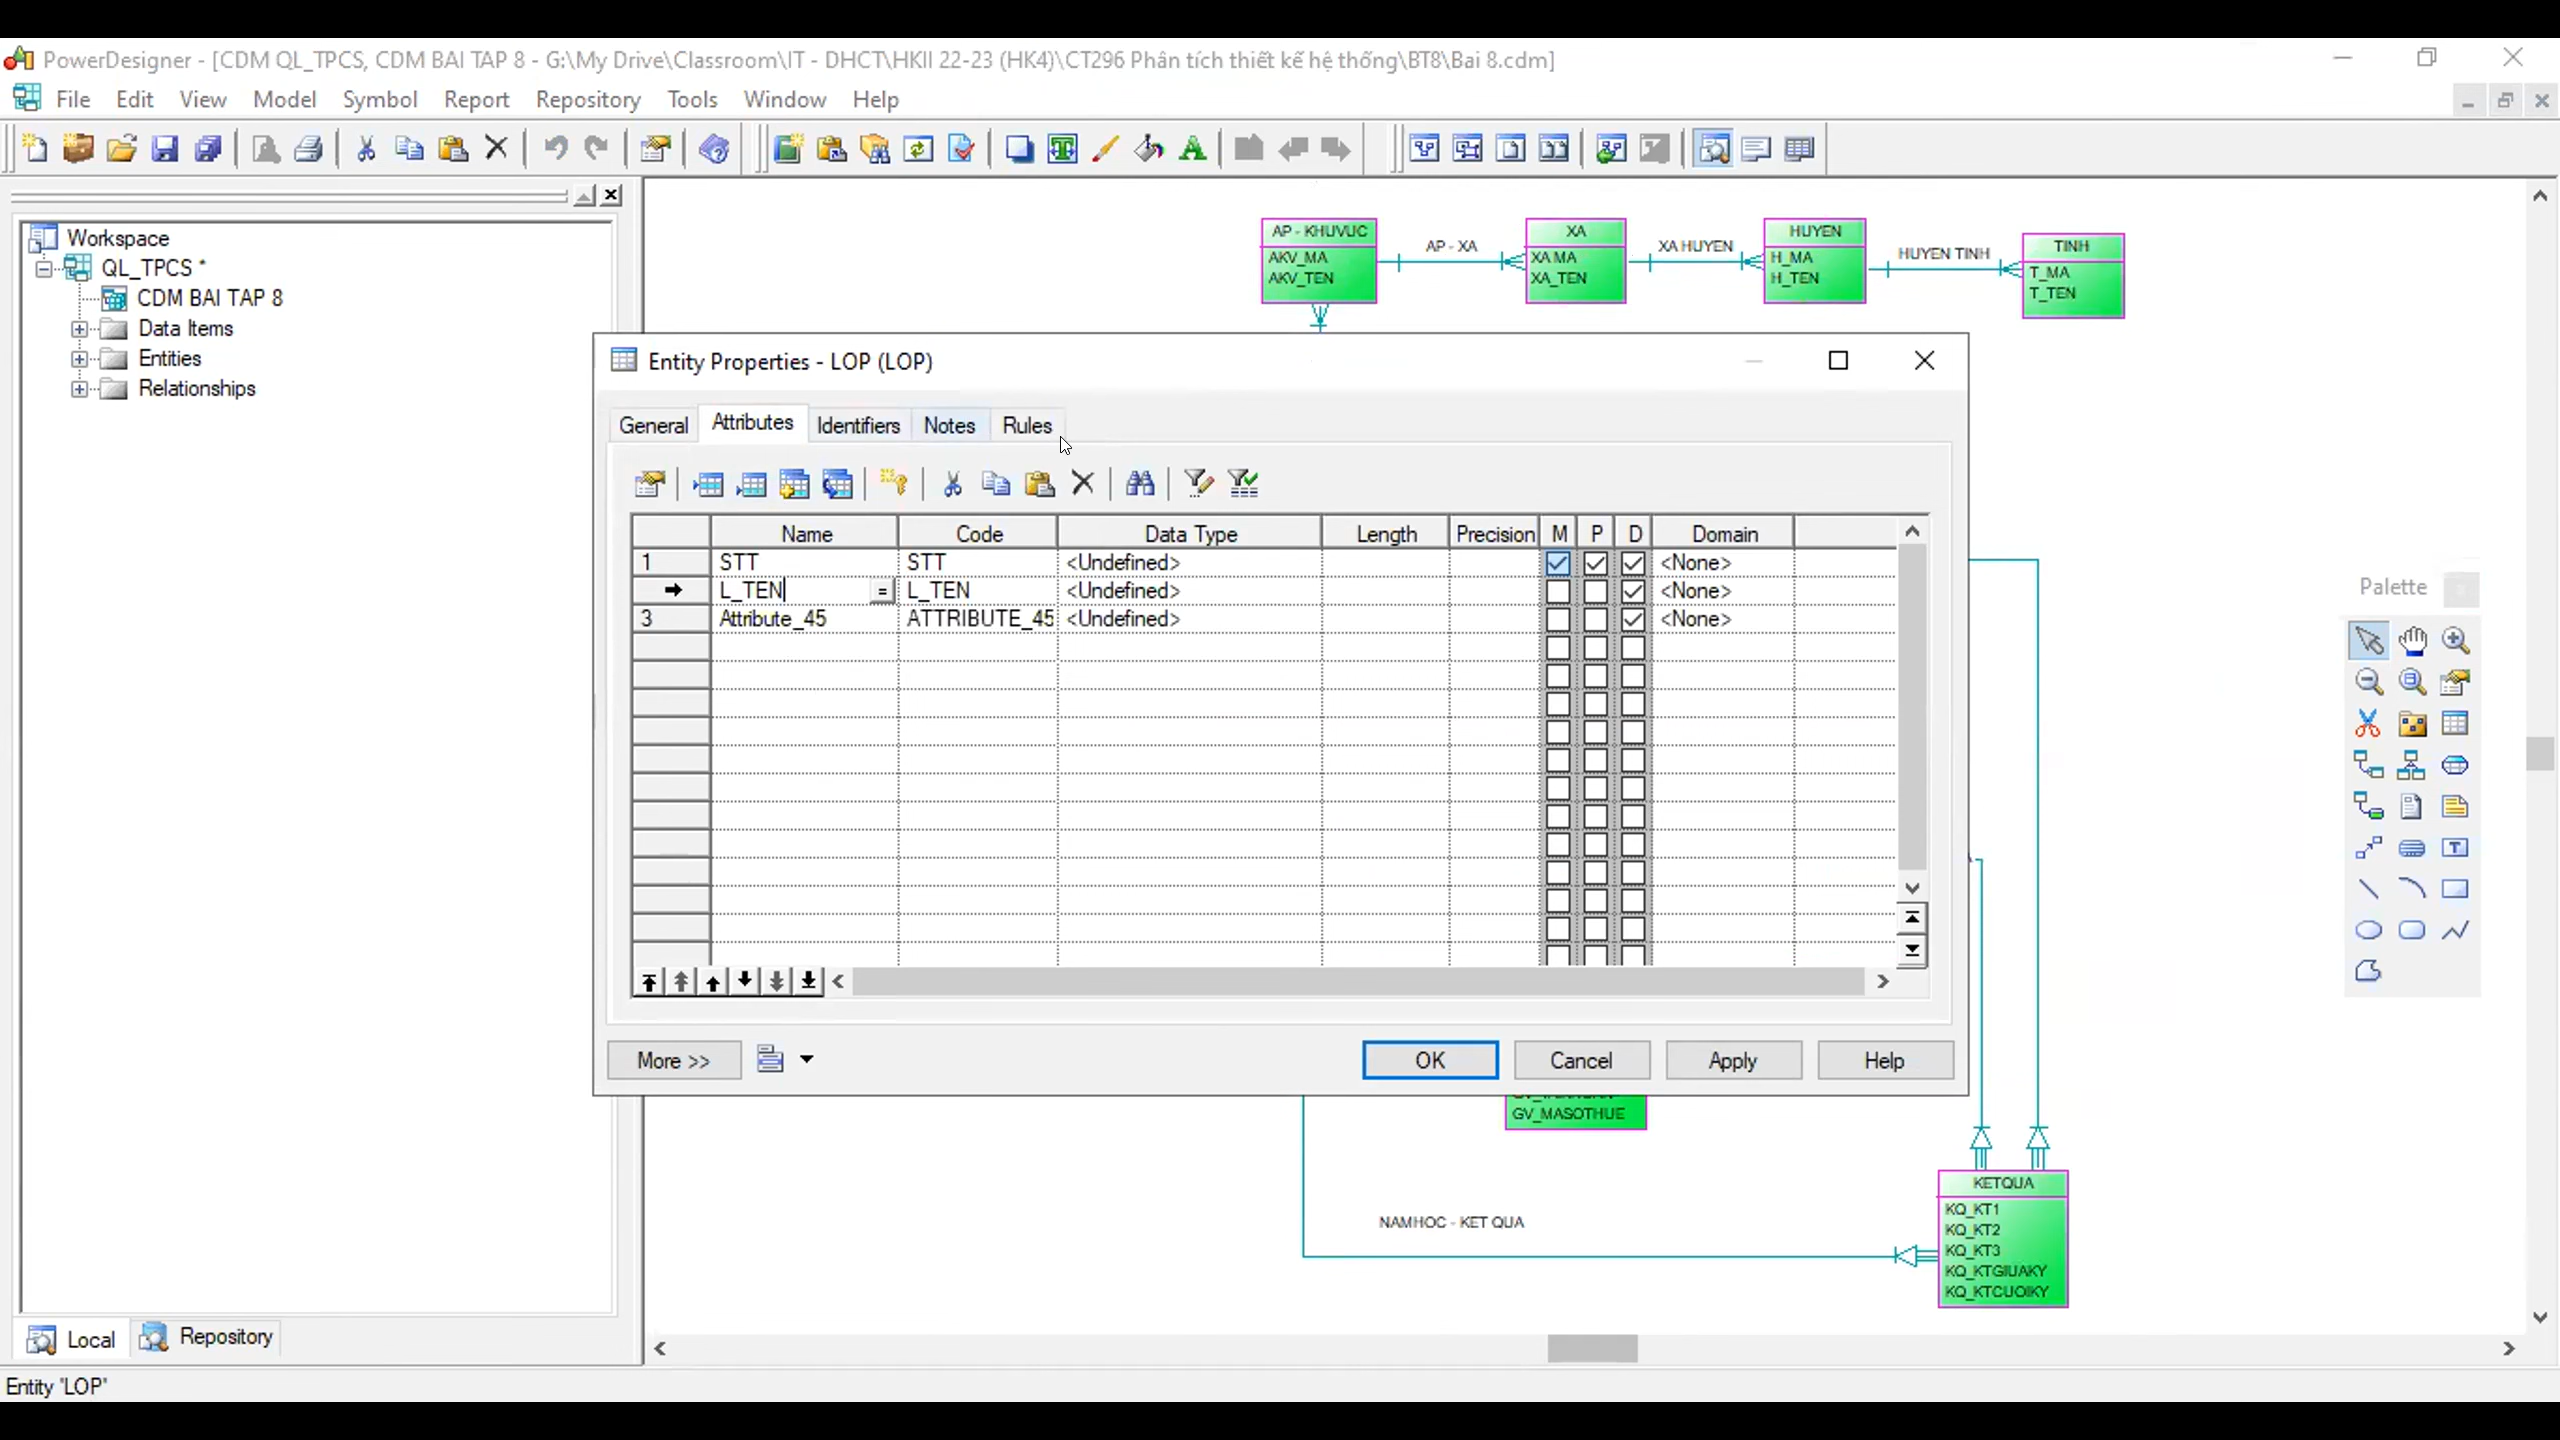 PowerDesigner - [CDM QL_TPCS, CDM BAI TAP 8 - G:\My Drive\Classroom\IT - DHCT\HKII 22-23 (HK4)\CT296 Phân tích thiết kế hệ thống\BT8\Bai 8.cdm]
File Edit View Model Symbol Report Repository Tools Window Help
Workspace
QL_TPCS *
CDM BAI TAP 8
Data Items
Entities
Relationships
AP - KHUVUC
AKV_MA
AKV_TEN
AP - XA
XA
XA MA
XA_TEN
XA HUYEN
HUYEN
H_MA
H_TEN
HUYEN TINH
TINH
T_MA
T_TEN
Entity Properties - LOP (LOP)
General Attributes Identifiers Notes Rules
Name Code Data Type Length Precision M P D Domain
1 STT STT <Undefined> <None>
L_TEN = L_TEN <Undefined> <None>
3 Attribute_45 ATTRIBUTE_45 <Undefined> <None>
More >> OK Cancel Apply Help
Palette
GV_MASOTHUE
NAMHOC - KET QUA
KETQUA
KQ_KT1
KQ_KT2
KQ_KT3
KQ_KTGIUAKY
KQ_KTCUOIKY
Local Repository
Entity 'LOP'